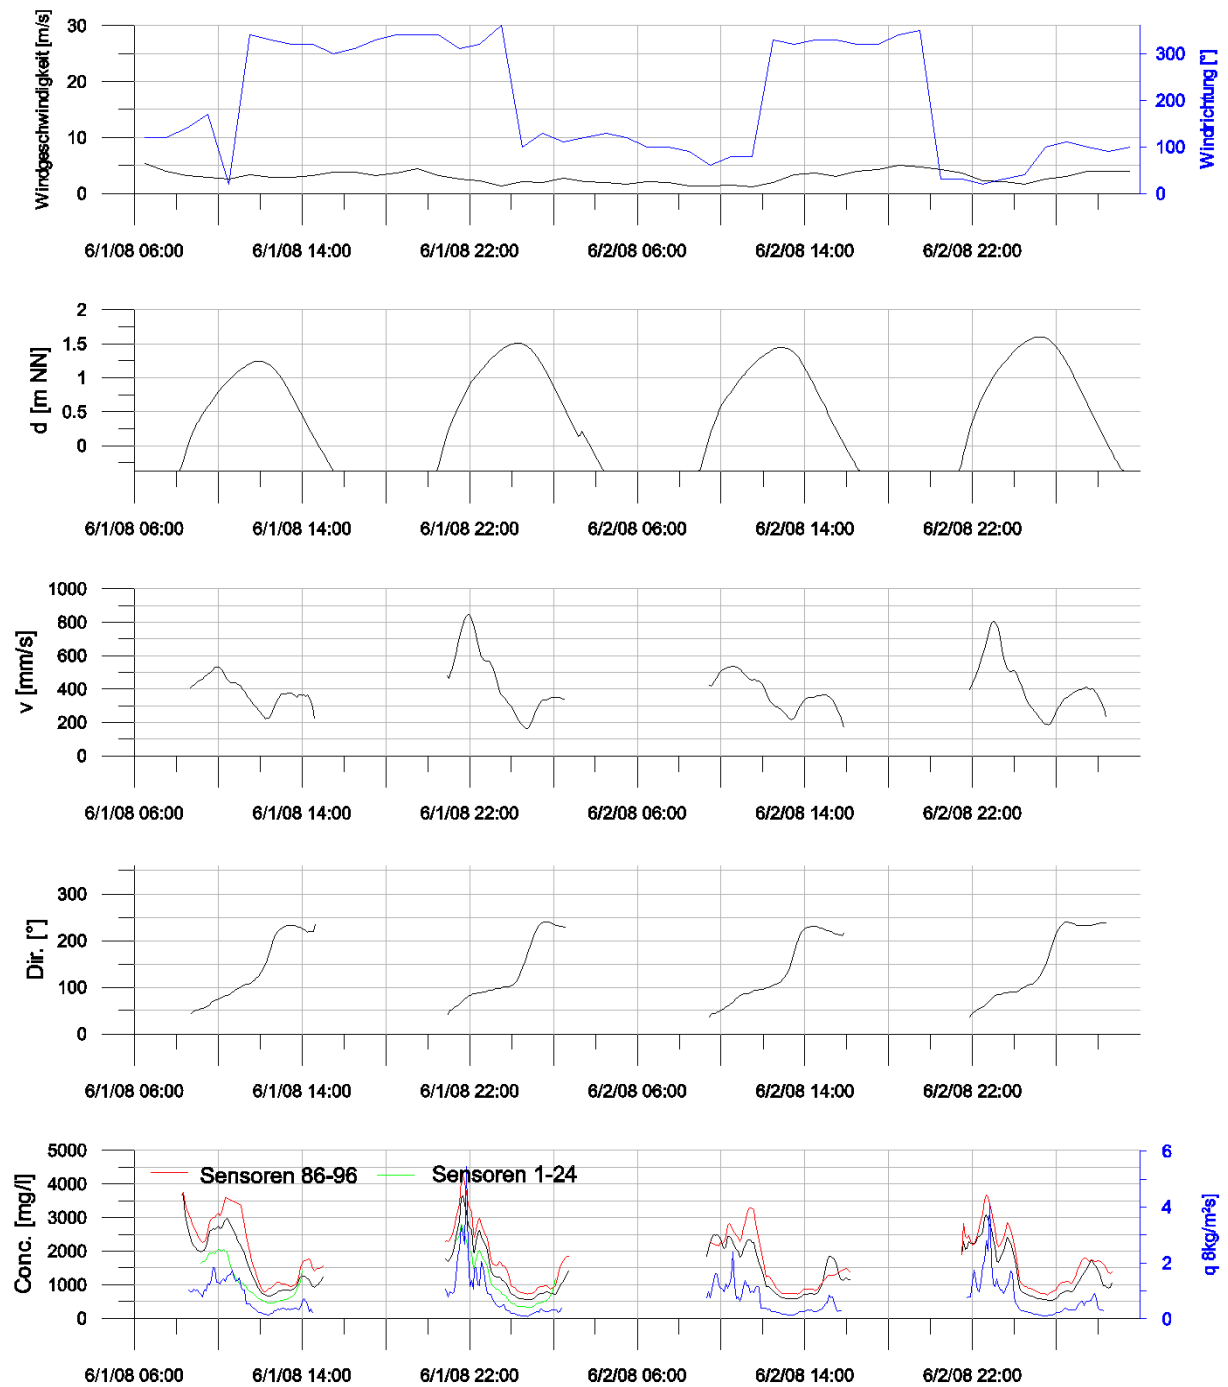 Windgeschwindigkeit [m/s]
30
20
10
0
300
200
100
0
Windrichtung [°]
6/1/08 06:00 6/1/08 14:00 6/1/08 22:00 6/2/08 06:00 6/2/08 14:00 6/2/08 22:00
d [m NN]
2
1.5
1
0.5
0
6/1/08 06:00 6/1/08 14:00 6/1/08 22:00 6/2/08 06:00 6/2/08 14:00 6/2/08 22:00
v [mm/s]
1000
800
600
400
200
0
6/1/08 06:00 6/1/08 14:00 6/1/08 22:00 6/2/08 06:00 6/2/08 14:00 6/2/08 22:00
Dir. [°]
300
200
100
0
6/1/08 06:00 6/1/08 14:00 6/1/08 22:00 6/2/08 06:00 6/2/08 14:00 6/2/08 22:00
Conc. [mg/l]
5000
4000
3000
2000
1000
0
Sensoren 86-96 Sensoren 1-24
6
4
2
0
q 8kg/m²s
6/1/08 06:00 6/1/08 14:00 6/1/08 22:00 6/2/08 06:00 6/2/08 14:00 6/2/08 22:00